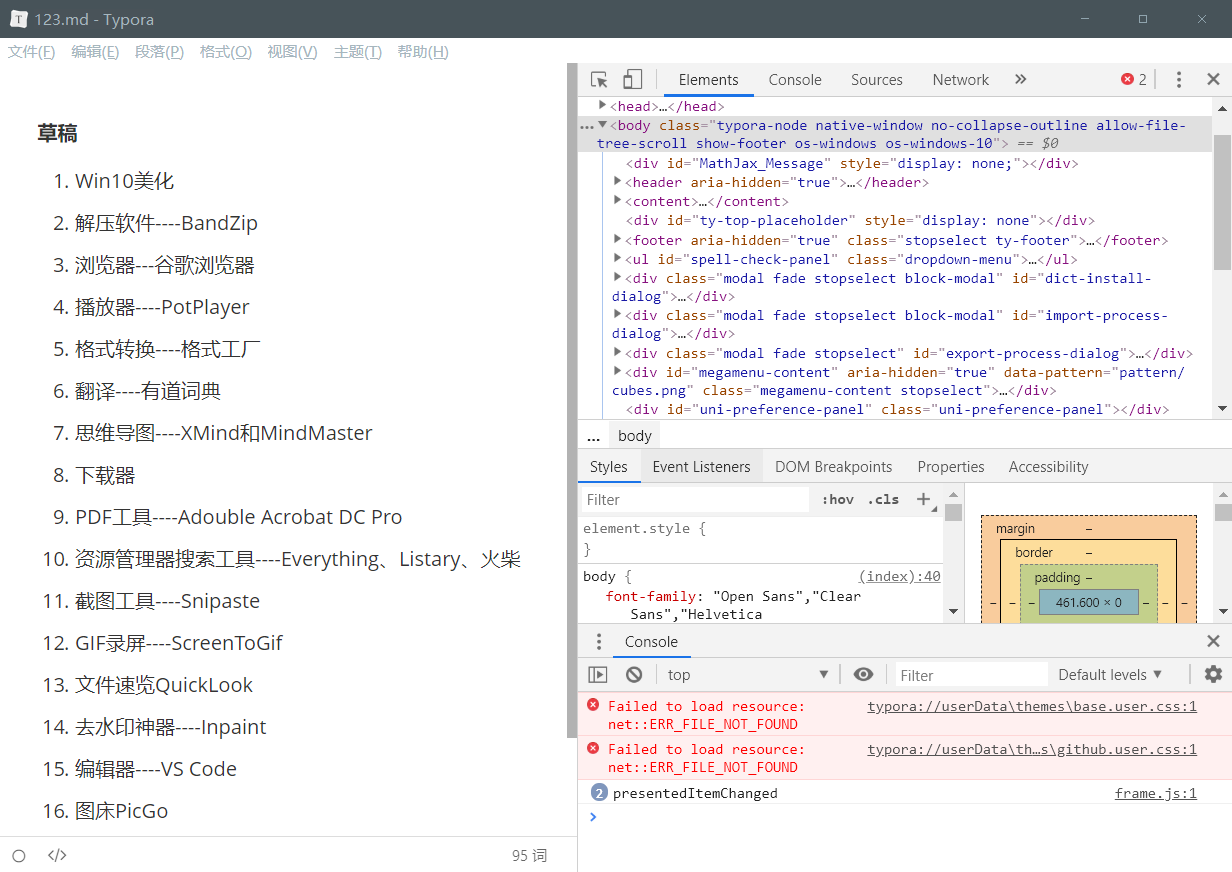 T 123.md - Typora
文件(F) 编辑(E) 段落(P) 格式(O) 视图(V) 主题(T) 帮助(H)
草稿
1. Win10美化
2. 解压软件----BandZip
3. 浏览器---谷歌浏览器
4. 播放器----PotPlayer
5. 格式转换----格式工厂
6. 翻译----有道词典
7. 思维导图----XMind和MindMaster
8. 下载器
9. PDF工具----Adouble Acrobat DC Pro
10. 资源管理器搜索工具----Everything、Listary、火柴
11. 截图工具----Snipaste
12. GIF录屏----ScreenToGif
13. 文件速览QuickLook
14. 去水印神器----Inpaint
15. 编辑器----VS Code
16. 图床PicGo
</> 95 词
Elements Console Sources Network » 2
<head>…</head>
<body class="typora-node native-window no-collapse-outline allow-file-
tree-scroll show-footer os-windows os-windows-10"> == $0
<div id="MathJax_Message" style="display: none;"></div>
<header aria-hidden="true">…</header>
<content>…</content>
<div id="ty-top-placeholder" style="display: none"></div>
<footer aria-hidden="true" class="stopselect ty-footer">…</footer>
<ul id="spell-check-panel" class="dropdown-menu">…</ul>
<div class="modal fade stopselect block-modal" id="dict-install-
dialog">…</div>
<div class="modal fade stopselect block-modal" id="import-process-
dialog">…</div>
<div class="modal fade stopselect" id="export-process-dialog">…</div>
<div id="megamenu-content" aria-hidden="true" data-pattern="pattern/
cubes.png" class="megamenu-content stopselect">…</div>
<div id="uni-preference-panel" class="uni-preference-panel"></div>
... body
Styles Event Listeners DOM Breakpoints Properties Accessibility
Filter :hov .cls +
element.style {
}
body { (index):40
font-family: "Open Sans","Clear
Sans","Helvetica
margin –
border –
padding –
– – – 461.600 × 0 – – –
Console
top Filter Default levels
Failed to load resource: typora://userData\themes\base.user.css:1
net::ERR_FILE_NOT_FOUND
Failed to load resource: typora://userData\th…s\github.user.css:1
net::ERR_FILE_NOT_FOUND
2 presentedItemChanged frame.js:1
>